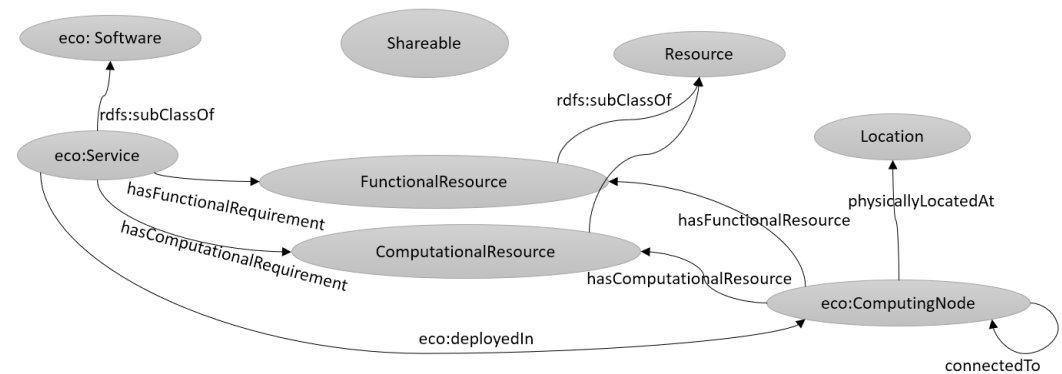 eco: Software
Shareable
Resource
rdfs:subClassOf
rdfs:subClassOf
Location
eco:Service
FunctionalResource
hasFunctionalRequirement
physicallyLocatedAt
hasFunctionalResource
hasComputationalRequirement
ComputationalResource
hasComputationalResource
eco:ComputingNode
eco:deployedIn
connectedTo